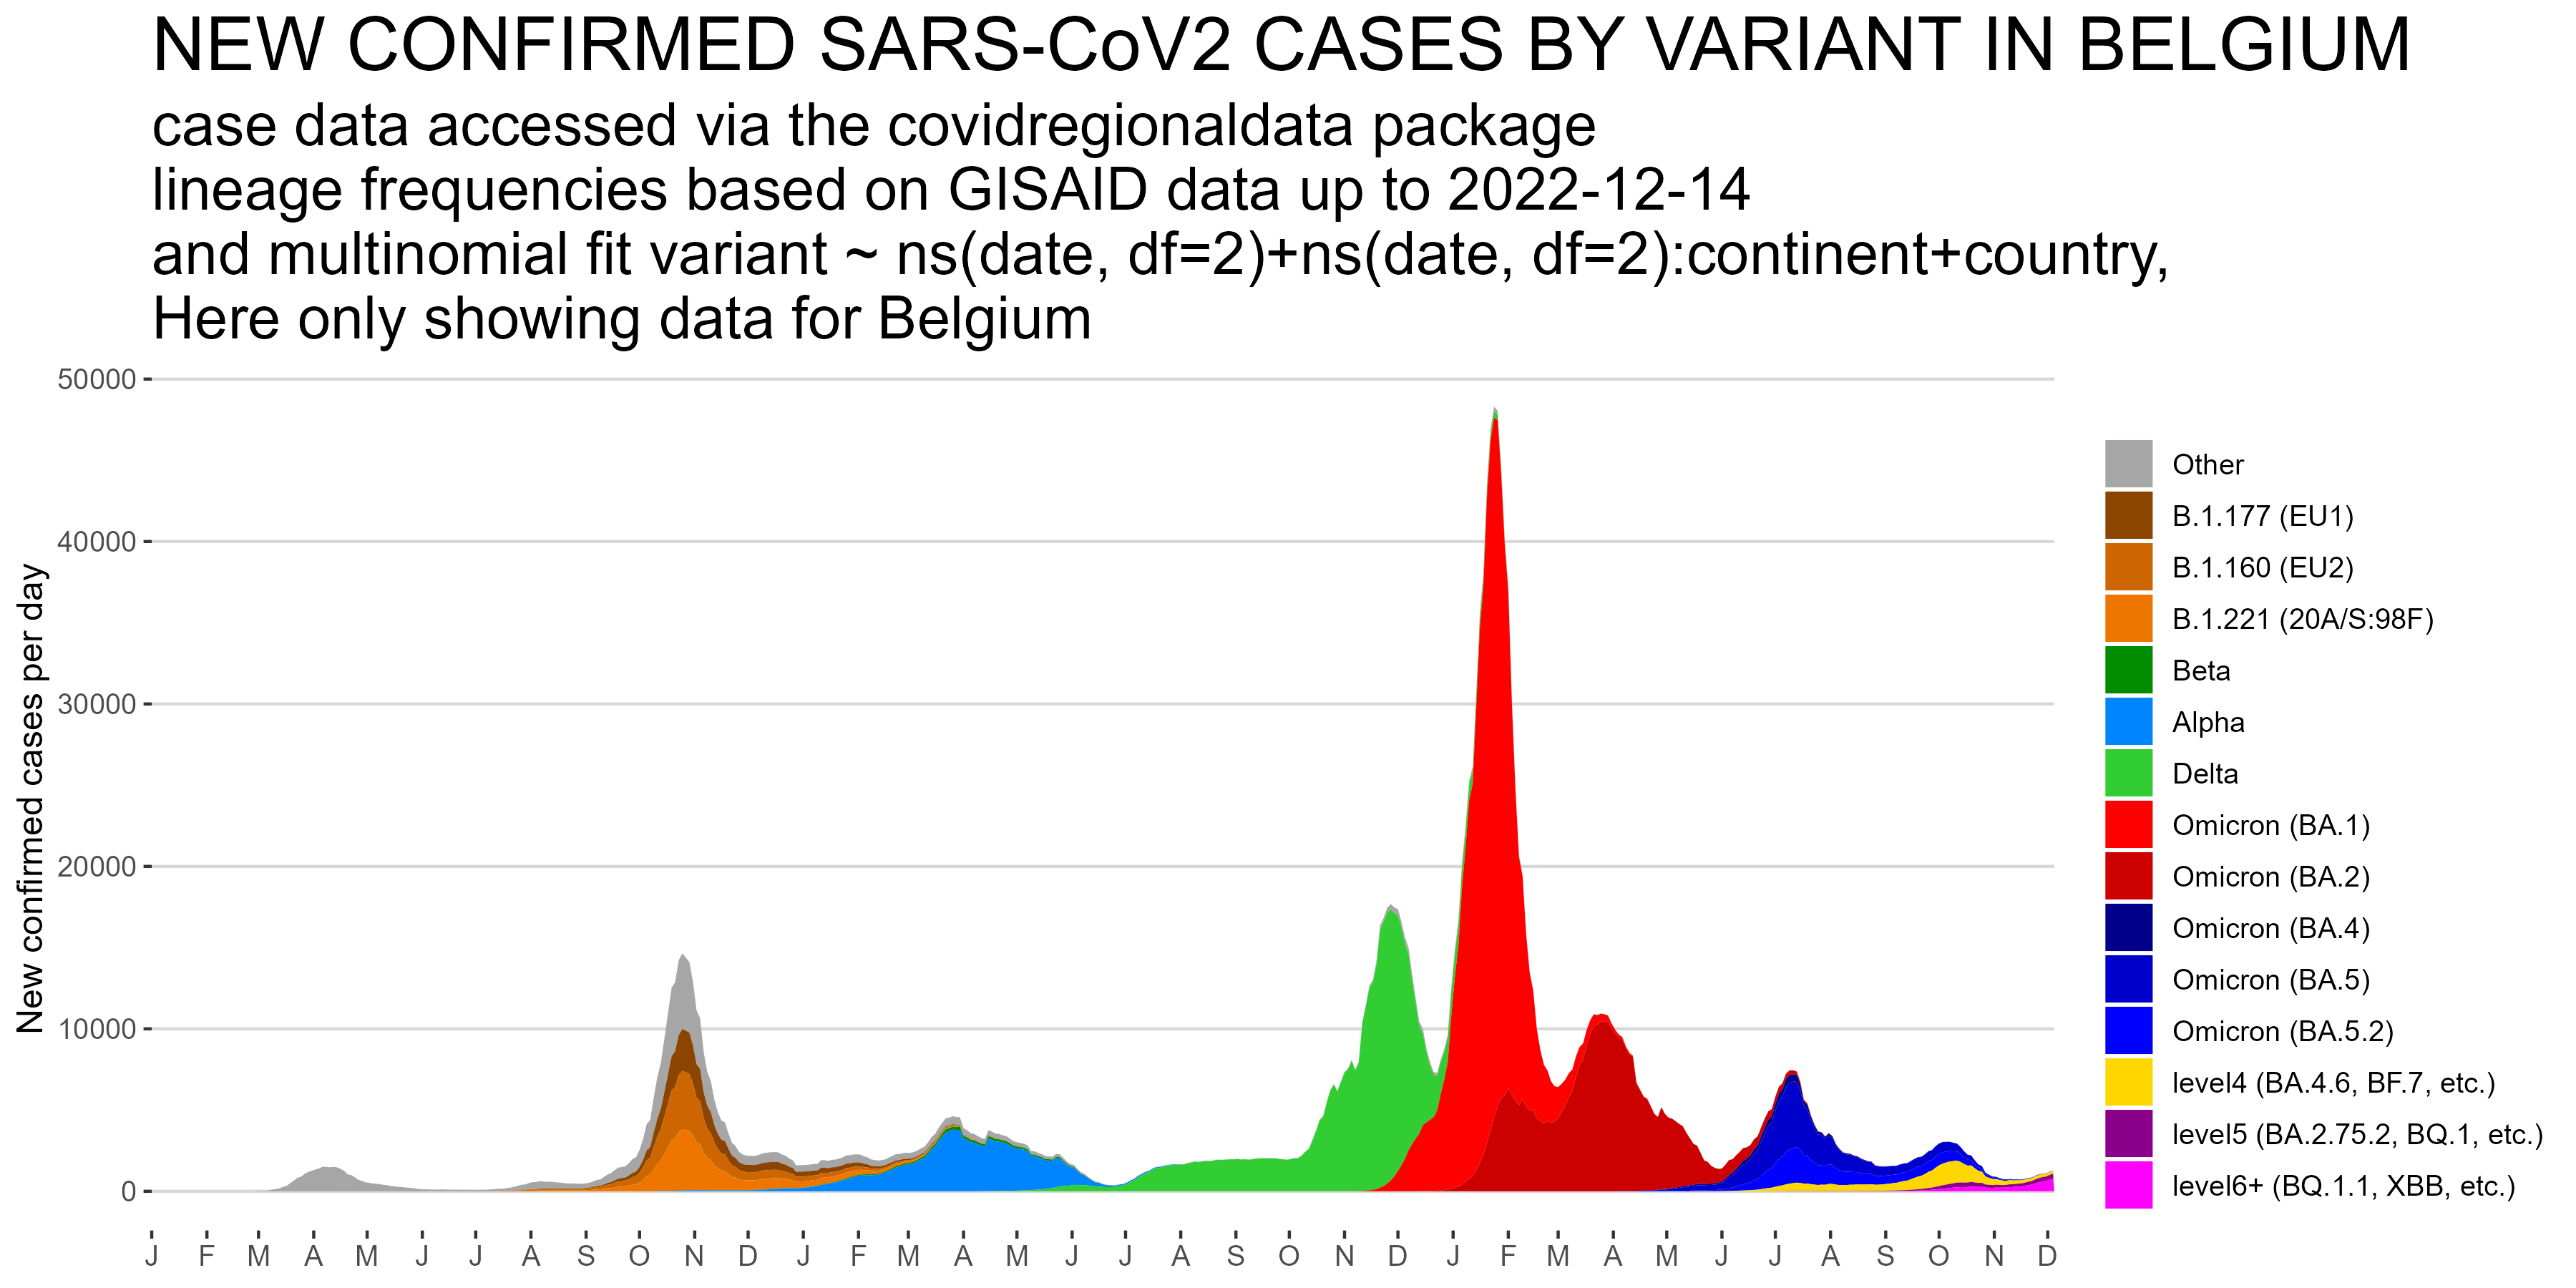 NEW CONFIRMED SARS-CoV2 CASES BY VARIANT IN BELGIUM
case data accessed via the covidregionaldata package
lineage frequencies based on GISAID data up to 2022-12-14
and multinomial fit variant ~ ns(date, df=2)+ns(date, df=2):continent+country,
Here only showing data for Belgium
New confirmed cases per day
50000
40000
30000
20000
10000
0
J F M A M J J A S O N D J F M A M J J A S O N D J F M A M J J A S O N D
Other
B.1.177 (EU1)
B.1.160 (EU2)
B.1.221 (20A/S:98F)
Beta
Alpha
Delta
Omicron (BA.1)
Omicron (BA.2)
Omicron (BA.4)
Omicron (BA.5)
Omicron (BA.5.2)
level4 (BA.4.6, BF.7, etc.)
level5 (BA.2.75.2, BQ.1, etc.)
level6+ (BQ.1.1, XBB, etc.)